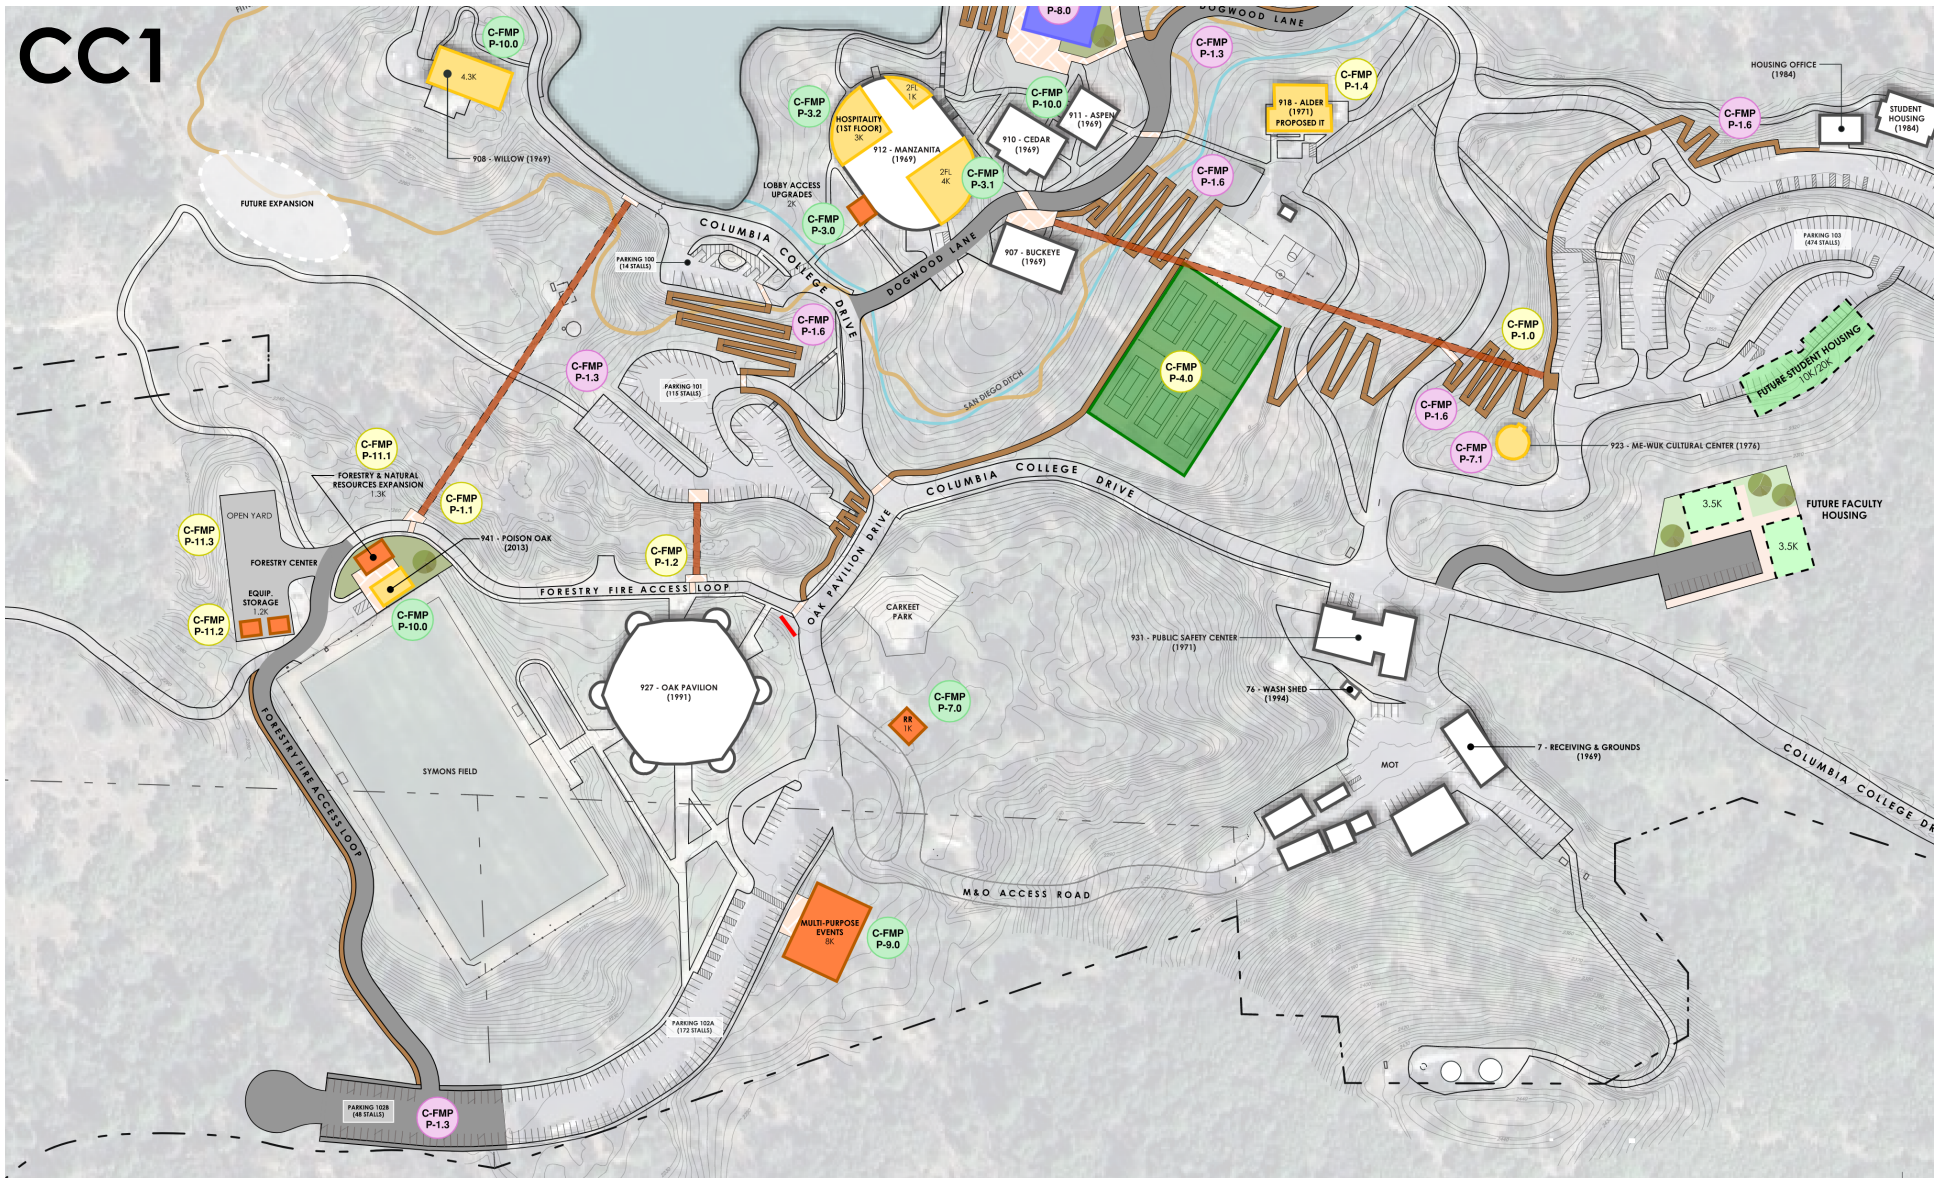 CC1
C-FMP
P-10.0
4.3K
908 - WILLOW (1969)
FUTURE EXPANSION
C-FMP
P-3.2
2FL
1K
HOSPITALITY
(1ST FLOOR)
3K
912 - MANZANITA
(1969)
2FL
4K
C-FMP
P-3.1
LOBBY ACCESS
UPGRADES
2K
C-FMP
P-3.0
P-8.0
DOGWOOD LANE
C-FMP
P-1.3
C-FMP
P-10.0
911 - ASPEN
(1969)
910 - CEDAR
(1969)
C-FMP
P-1.4
918 - ALDER
(1971)
PROPOSED IT
C-FMP
P-1.6
HOUSING OFFICE
(1984)
C-FMP
P-1.6
STUDENT
HOUSING
(1984)
PARKING 103
(474 STALLS)
COLUMBIA COLLEGE DRIVE
PARKING 100
(14 STALLS)
DOGWOOD LANE
907 - BUCKEYE
(1969)
C-FMP
P-1.6
C-FMP
P-1.3
PARKING 101
(115 STALLS)
SAN DIEGO DITCH
C-FMP
P-4.0
C-FMP
P-1.0
FUTURE STUDENT HOUSING
10K/20K
C-FMP
P-1.6
C-FMP
P-7.1
923 - ME-WUK CULTURAL CENTER (1976)
C-FMP
P-11.1
FORESTRY & NATURAL
RESOURCES EXPANSION
1.3K
C-FMP
P-1.1
OPEN YARD
C-FMP
P-11.3
941 - POISON OAK
(2013)
FORESTRY CENTER
EQUIP.
STORAGE
1.2K
C-FMP
P-11.2
C-FMP
P-10.0
C-FMP
P-1.2
FORESTRY FIRE ACCESS LOOP
OAK PAVILION DRIVE
COLUMBIA COLLEGE DRIVE
3.5K
FUTURE FACULTY
HOUSING
3.5K
CARKEET
PARK
931 - PUBLIC SAFETY CENTER
(1971)
76 - WASH SHED
(1994)
927 - OAK PAVILION
(1991)
C-FMP
P-7.0
RR
1K
7 - RECEIVING & GROUNDS
(1969)
MOT
FORESTRY FIRE ACCESS LOOP
SYMONS FIELD
COLUMBIA COLLEGE DR
M&O ACCESS ROAD
MULTI-PURPOSE
EVENTS
8K
C-FMP
P-9.0
PARKING 102A
(172 STALLS)
PARKING 102B
(48 STALLS)
C-FMP
P-1.3